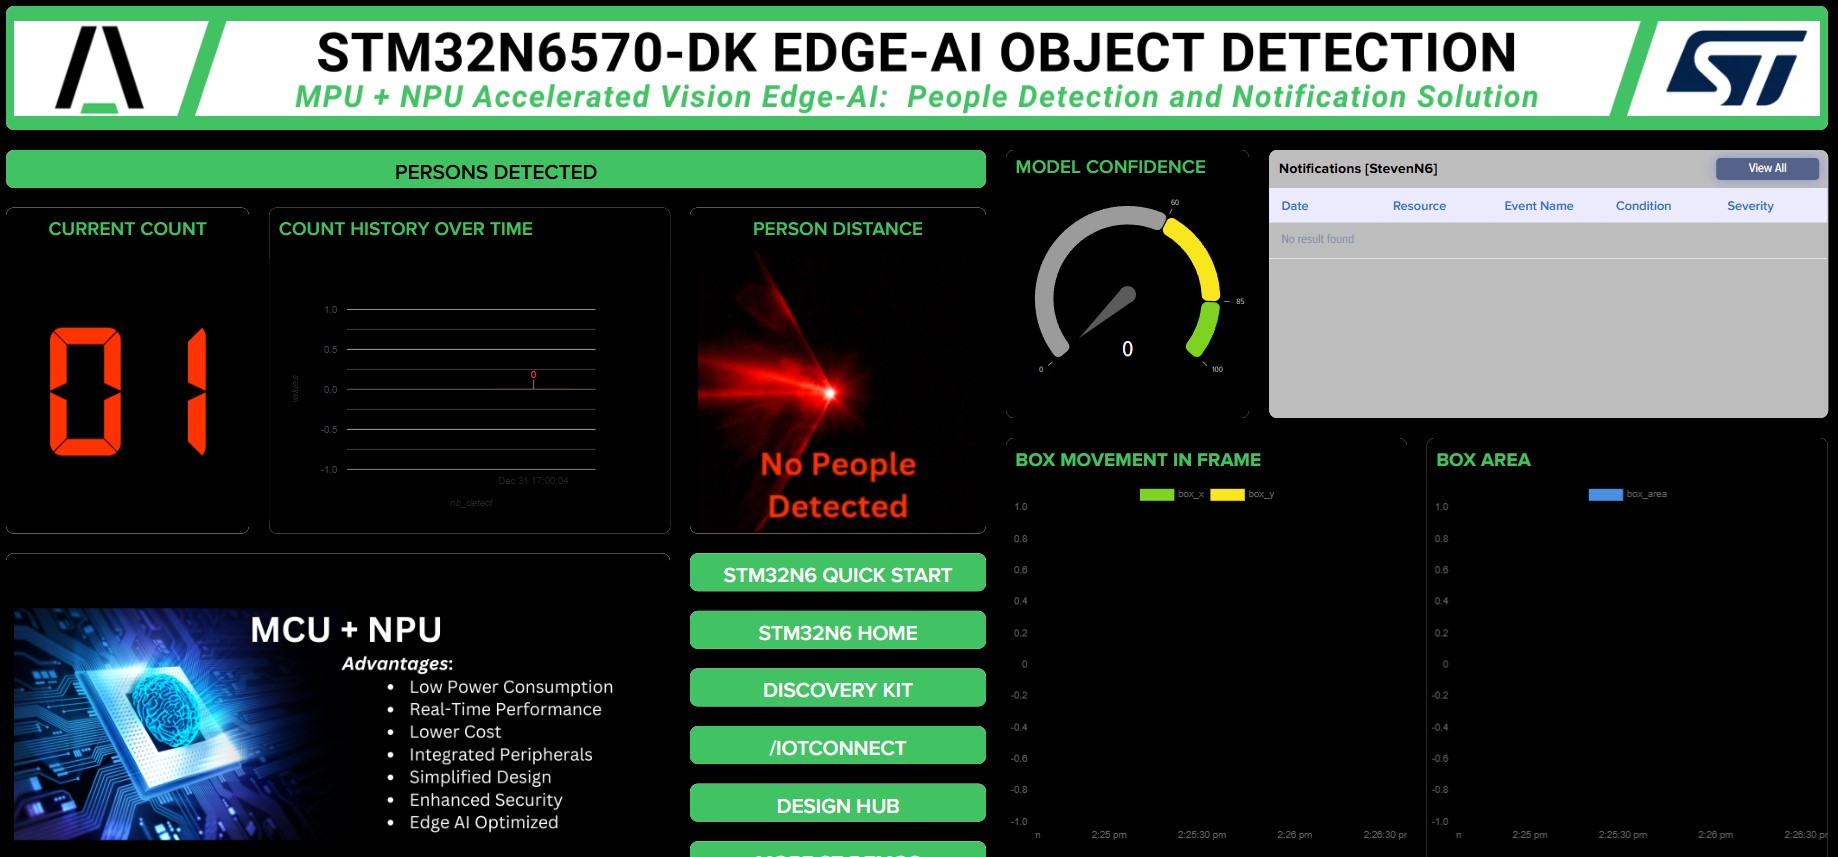 STM32N6570-DK EDGE-AI OBJECT DETECTION
MPU + NPU Accelerated Vision Edge-AI: People Detection and Notification Solution
ST
PERSONS DETECTED
CURRENT COUNT
01
COUNT HISTORY OVER TIME
values
1.0
0.5
0.0
-0.5
-1.0
0
Dec 31 17:00:04
nb_detect
PERSON DISTANCE
No People
Detected
MODEL CONFIDENCE
0
60
85
100
0
Notifications [StevenN6]
View All
Date Resource Event Name Condition Severity
No result found
MCU + NPU
Advantages:
• Low Power Consumption
• Real-Time Performance
• Lower Cost
• Integrated Peripherals
• Simplified Design
• Enhanced Security
• Edge AI Optimized
STM32N6 QUICK START
STM32N6 HOME
DISCOVERY KIT
/IOTCONNECT
DESIGN HUB
BOX MOVEMENT IN FRAME
box_x box_y
1.0
0.8
0.6
0.4
0.2
0
-0.2
-0.4
-0.6
-0.8
-1.0
2:25 pm 2:25:30 pm 2:26 pm 2:26:30 pr
BOX AREA
box_area
1.0
0.8
0.6
0.4
0.2
0
-0.2
-0.4
-0.6
-0.8
-1.0
2:25 pm 2:25:30 pm 2:26 pm 2:26:30 pr